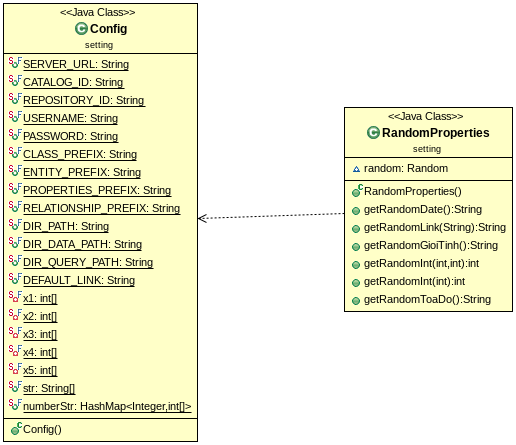 <<Java Class>>
Config
setting
SERVER_URL: String
CATALOG_ID: String
REPOSITORY_ID: String
USERNAME: String
PASSWORD: String
CLASS_PREFIX: String
ENTITY_PREFIX: String
PROPERTIES_PREFIX: String
RELATIONSHIP_PREFIX: String
DIR_PATH: String
DIR_DATA_PATH: String
DIR_QUERY_PATH: String
DEFAULT_LINK: String
x1: int[]
x2: int[]
x3: int[]
x4: int[]
x5: int[]
str: String[]
numberStr: HashMap<Integer,int[]>
Config()
<<Java Class>>
RandomProperties
setting
random: Random
RandomProperties()
getRandomDate():String
getRandomLink(String):String
getRandomGioiTinh():String
getRandomInt(int,int):int
getRandomInt(int):int
getRandomToaDo():String